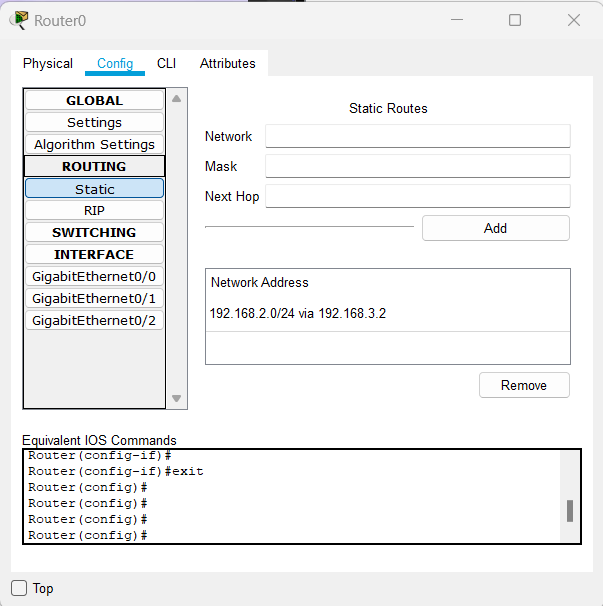 Router0
Physical Config CLI Attributes
GLOBAL
Settings
Algorithm Settings
ROUTING
Static
RIP
SWITCHING
INTERFACE
GigabitEthernet0/0
GigabitEthernet0/1
GigabitEthernet0/2
Static Routes
Network
Mask
Next Hop
Add
Network Address
192.168.2.0/24 via 192.168.3.2
Remove
Equivalent IOS Commands
Router(config-if)#
Router(config-if)#exit
Router(config)#
Router(config)#
Router(config)#
Router(config)#
Top